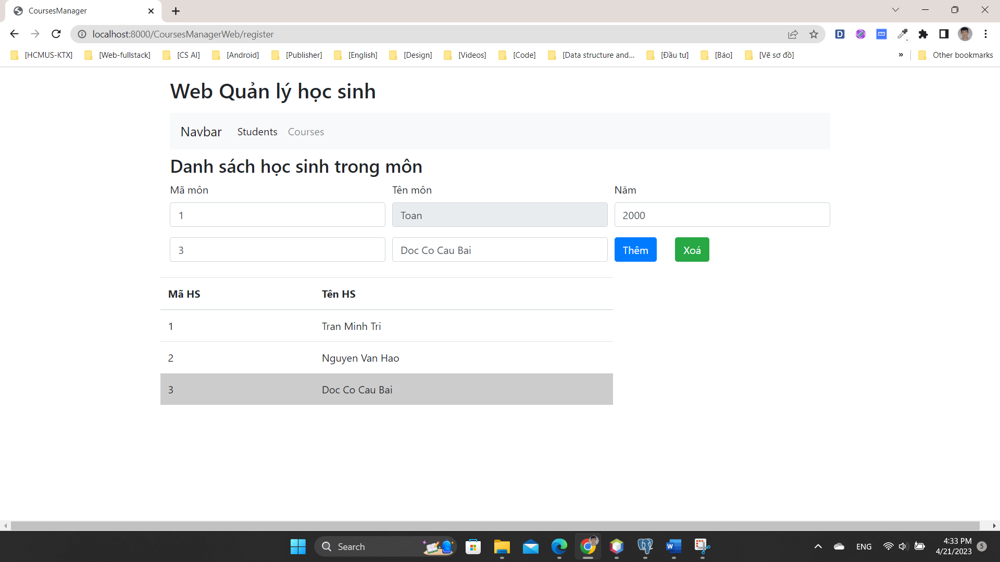 CoursesManager
localhost:8000/CoursesManagerWeb/register
[HCMUS-KTX] [Web-fullstack] [CS AI] [Android] [Publisher] [English] [Design] [Videos] [Code] [Data structure and... [Đầu tư] [Báo] [Vẽ sơ đồ] » Other bookmarks
Web Quản lý học sinh
Navbar Students Courses
Danh sách học sinh trong môn
Mã môn Tên môn Năm
1 Toan 2000
3 Doc Co Cau Bai Thêm Xoá
Mã HS Tên HS
1 Tran Minh Tri
2 Nguyen Van Hao
3 Doc Co Cau Bai
Search ENG 4:33 PM
4/21/2023 5